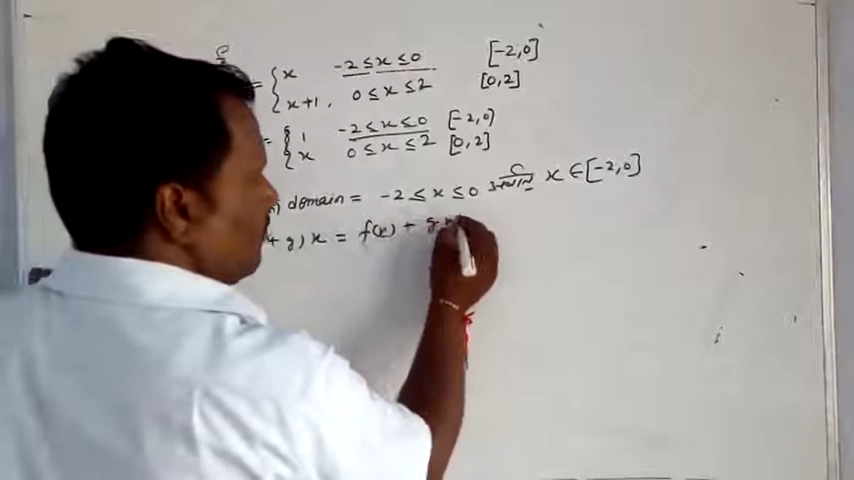 = { x -2 ≤ x ≤ 0 [-2, 0]
x+1, 0 ≤ x ≤ 2 [0, 2]
= { 1 -2 ≤ x ≤ 0 [-2, 0]
x 0 ≤ x ≤ 2 [0, 2]
) domain = -2 ≤ x ≤ 0 x ∈ [-2, 0]
+ g) x = f(x) + g